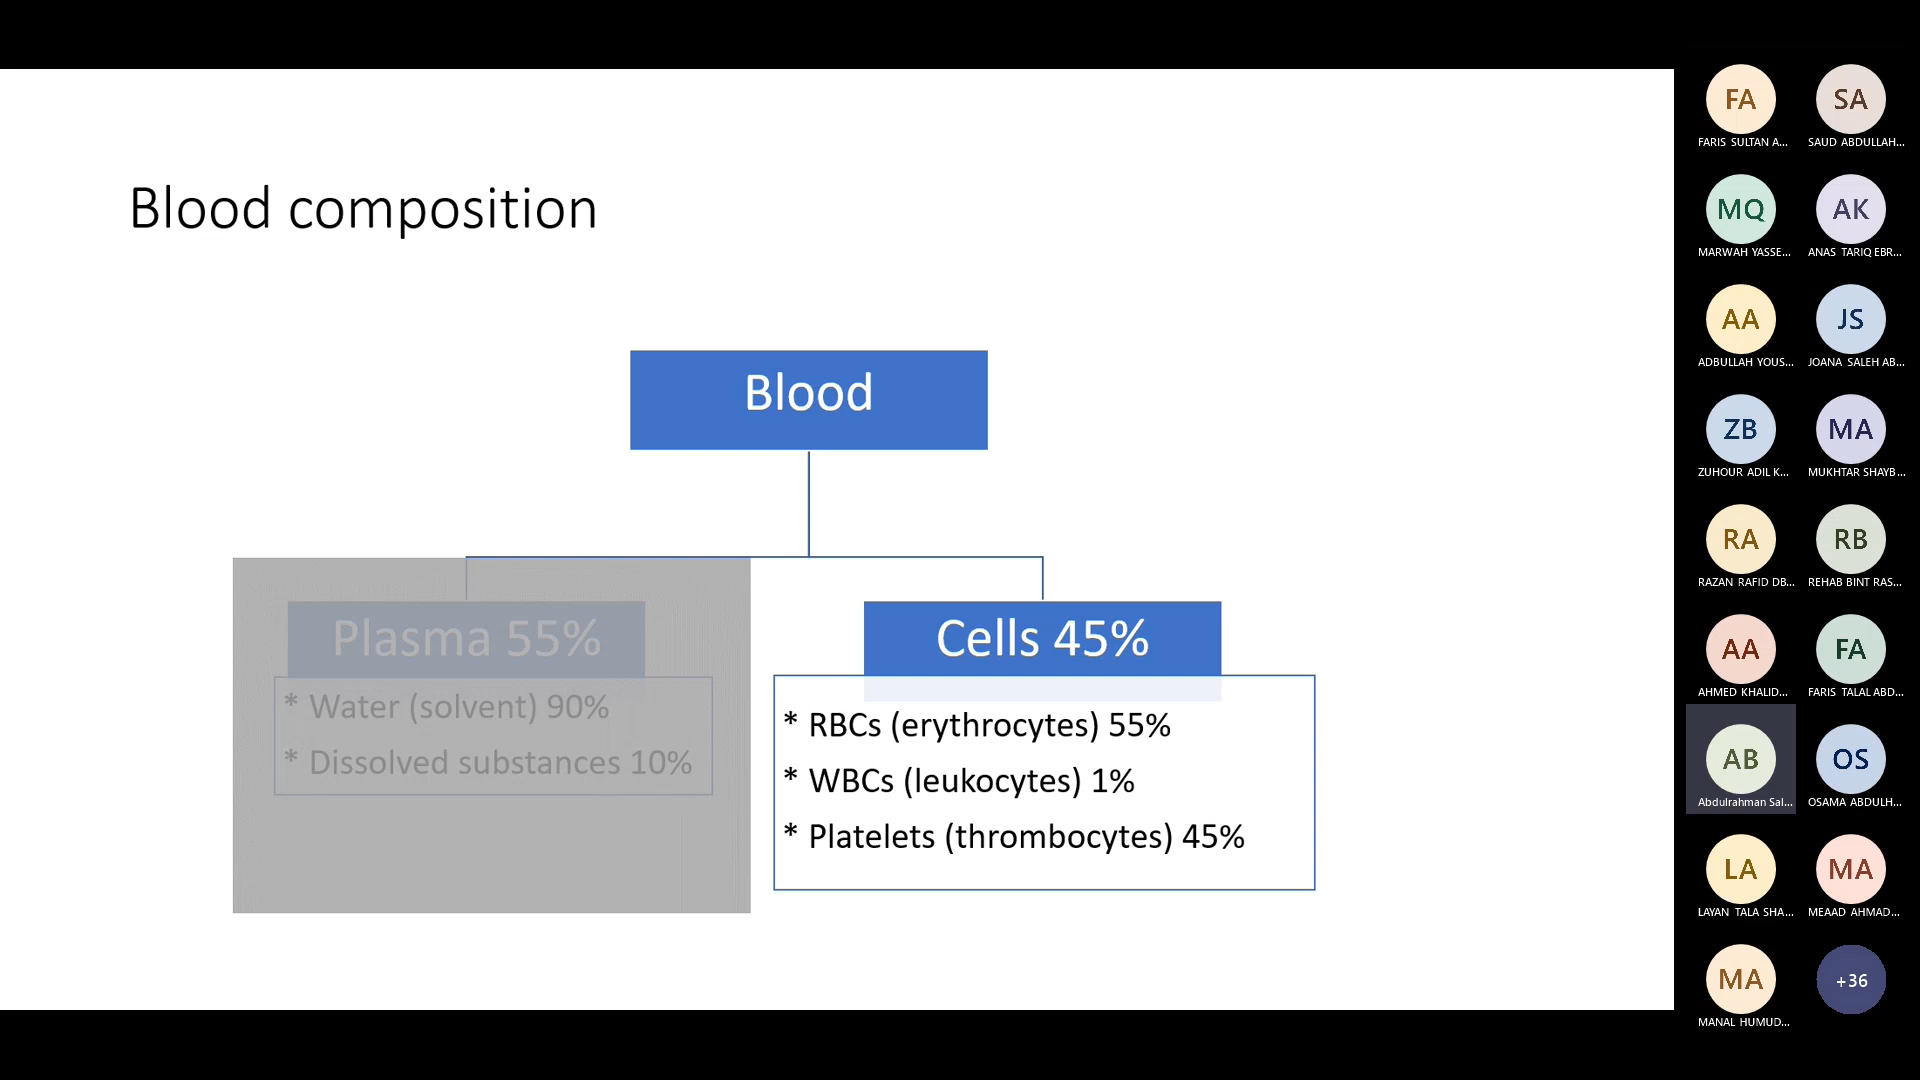 Blood composition
Blood
Plasma 55%
* Water (solvent) 90%
* Dissolved substances 10%
Cells 45%
* RBCs (erythrocytes) 55%
* WBCs (leukocytes) 1%
* Platelets (thrombocytes) 45%
FA
FARIS SULTAN A...
SA
SAUD ABDULLAH...
MQ
MARWAH YASSE...
AK
ANAS TARIQ EBR...
AA
ADBULLAH YOUS...
JS
JOANA SALEH AB...
ZB
ZUHOUR ADIL K...
MA
MUKHTAR SHAYB...
RA
RAZAN RAFID DB...
RB
REHAB BINT RAS...
AA
AHMED KHALID...
FA
FARIS TALAL ABD...
AB
Abdulrahman Sal...
OS
OSAMA ABDULH...
LA
LAYAN TALA SHA...
MA
MEAAD AHMAD...
MA
MANAL HUMUD...
+36